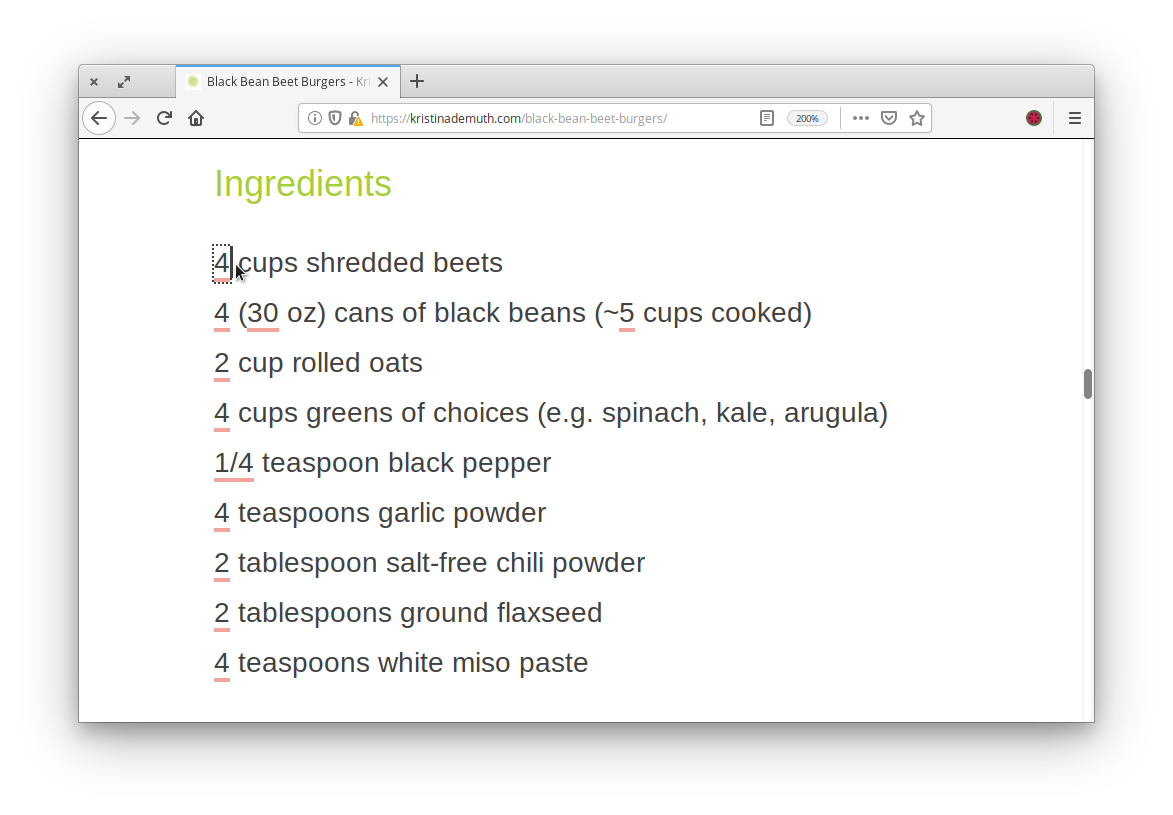 Black Bean Beet Burgers - Kri
https://kristinademuth.com/black-bean-beet-burgers/
200%
Ingredients
4 cups shredded beets
4 (30 oz) cans of black beans (~5 cups cooked)
2 cup rolled oats
4 cups greens of choices (e.g. spinach, kale, arugula)
1/4 teaspoon black pepper
4 teaspoons garlic powder
2 tablespoon salt-free chili powder
2 tablespoons ground flaxseed
4 teaspoons white miso paste